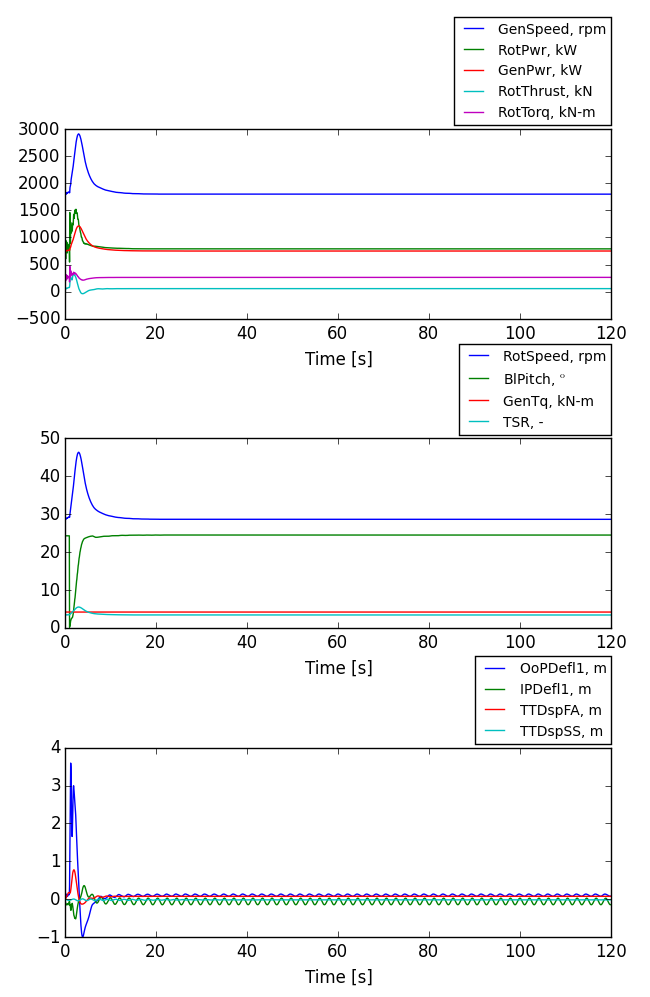 GenSpeed, rpm
RotPwr, kW
GenPwr, kW
RotThrust, kN
RotTorq, kN-m
3000
2500
2000
1500
1000
500
0
−500
0 20 40 60 80 100 120
Time [s]
RotSpeed, rpm
BlPitch, °
GenTq, kN-m
TSR, -
50
40
30
20
10
0
0 20 40 60 80 100 120
Time [s]
OoPDefl1, m
IPDefl1, m
TTDspFA, m
TTDspSS, m
4
3
2
1
0
−1
0 20 40 60 80 100 120
Time [s]